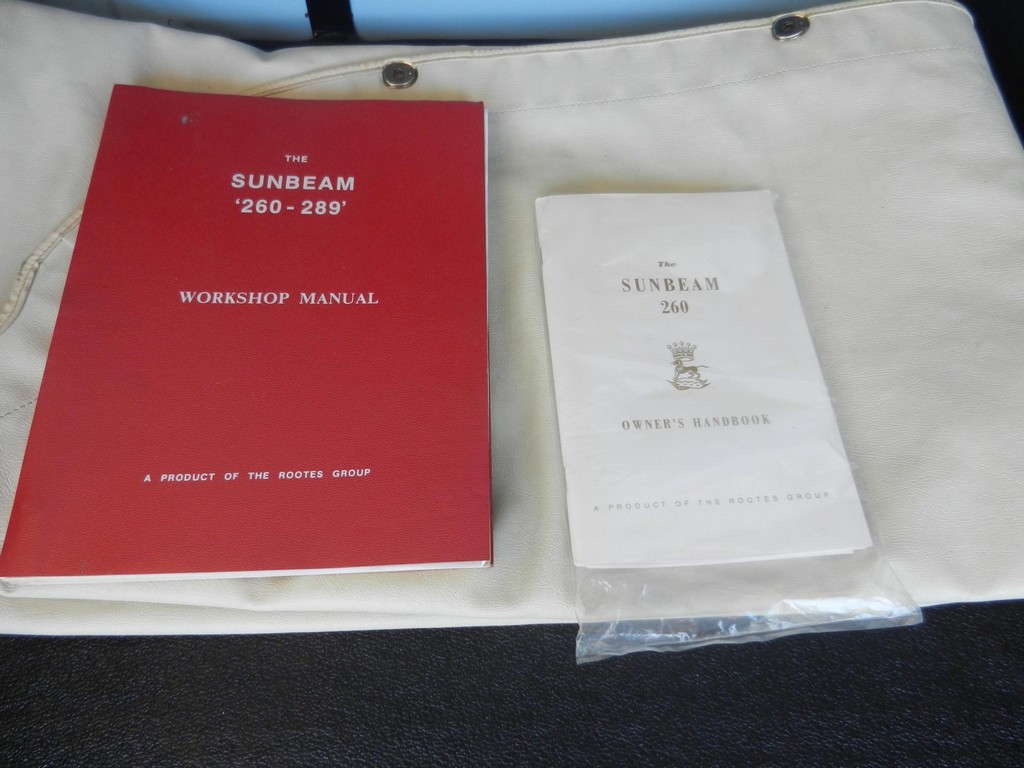 THE
SUNBEAM
‘260 - 289’
WORKSHOP MANUAL
A PRODUCT OF THE ROOTES GROUP
The
SUNBEAM
260
OWNER'S HANDBOOK
A PRODUCT OF THE ROOTES GROUP